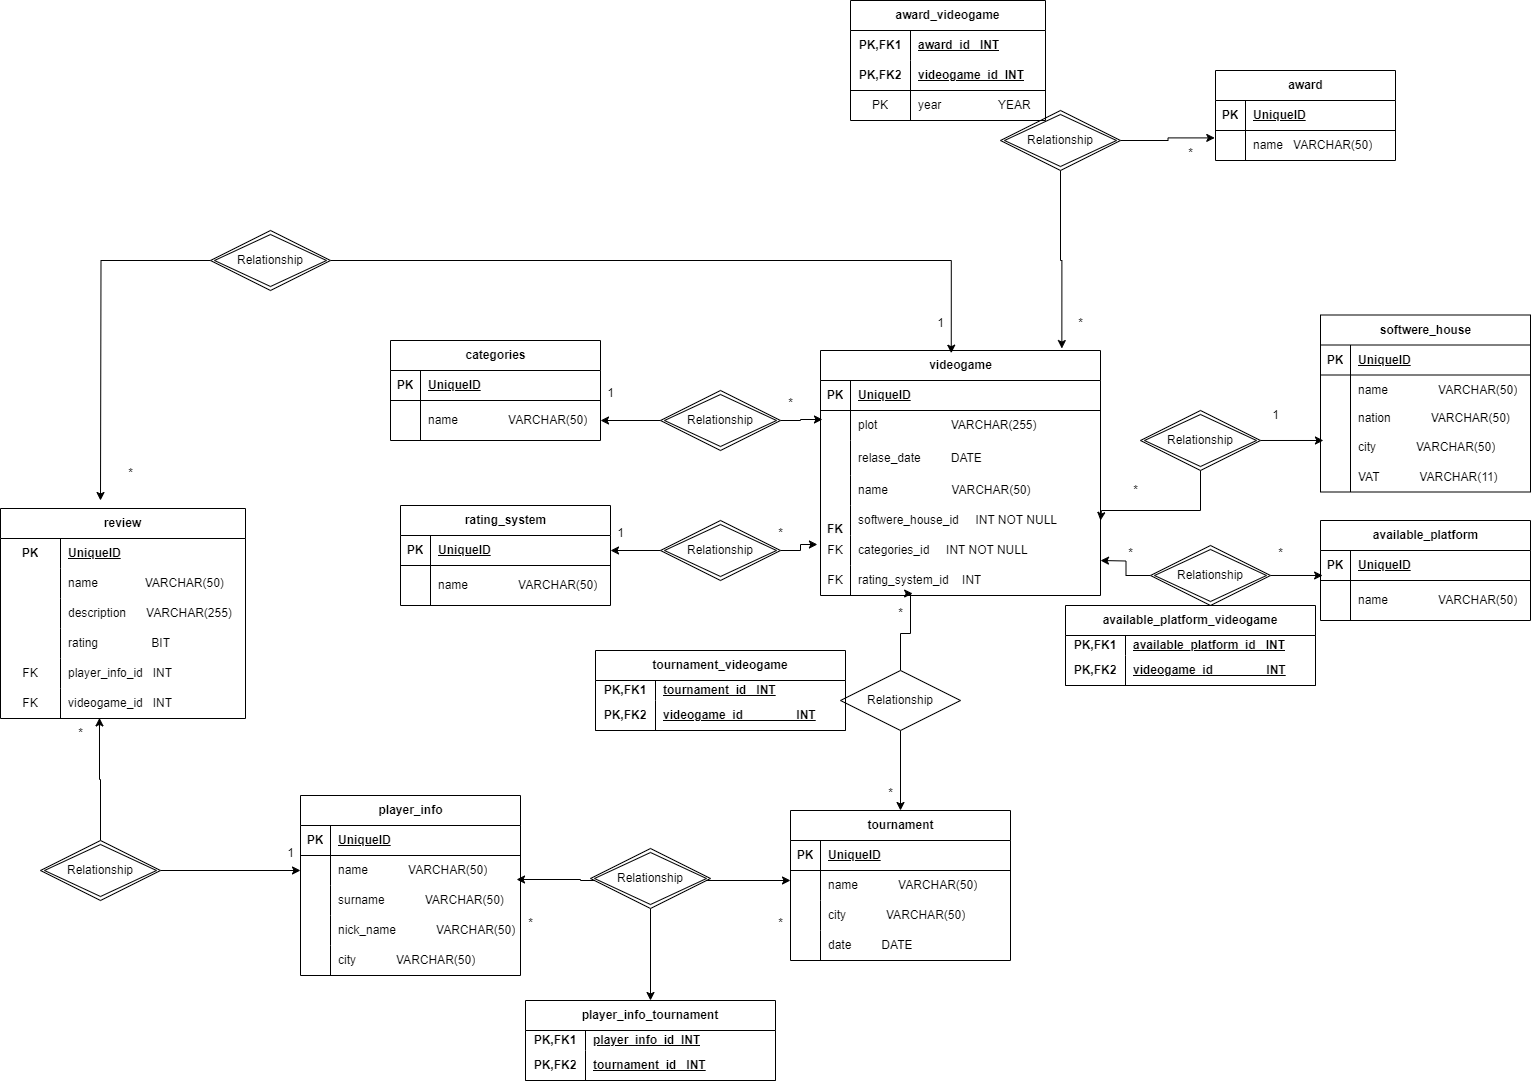 award_videogame
PK,FK1 award_id INT
PK,FK2 videogame_id INT
PK year YEAR
award
PK UniqueID
name VARCHAR(50)
Relationship
*
Relationship
1
*
*
softwere_house
PK UniqueID
name VARCHAR(50)
nation VARCHAR(50)
city VARCHAR(50)
VAT VARCHAR(11)
categories
PK UniqueID
name VARCHAR(50)
1
Relationship
*
videogame
PK UniqueID
plot VARCHAR(255)
relase_date DATE
name VARCHAR(50)
FK softwere_house_id INT NOT NULL
FK categories_id INT NOT NULL
FK rating_system_id INT
1
Relationship
*
rating_system
PK UniqueID
name VARCHAR(50)
1
Relationship
*
available_platform
PK UniqueID
name VARCHAR(50)
*
Relationship
*
available_platform_videogame
PK,FK1 available_platform_id INT
PK,FK2 videogame_id INT
review
PK UniqueID
name VARCHAR(50)
description VARCHAR(255)
rating BIT
FK player_info_id INT
FK videogame_id INT
*
*
tournament_videogame
PK,FK1 tournament_id INT
PK,FK2 videogame_id INT
Relationship
*
player_info
PK UniqueID
name VARCHAR(50)
surname VARCHAR(50)
nick_name VARCHAR(50)
city VARCHAR(50)
Relationship
1
tournament
PK UniqueID
name VARCHAR(50)
city VARCHAR(50)
date DATE
Relationship
*
*
player_info_tournament
PK,FK1 player_info_id INT
PK,FK2 tournament_id INT